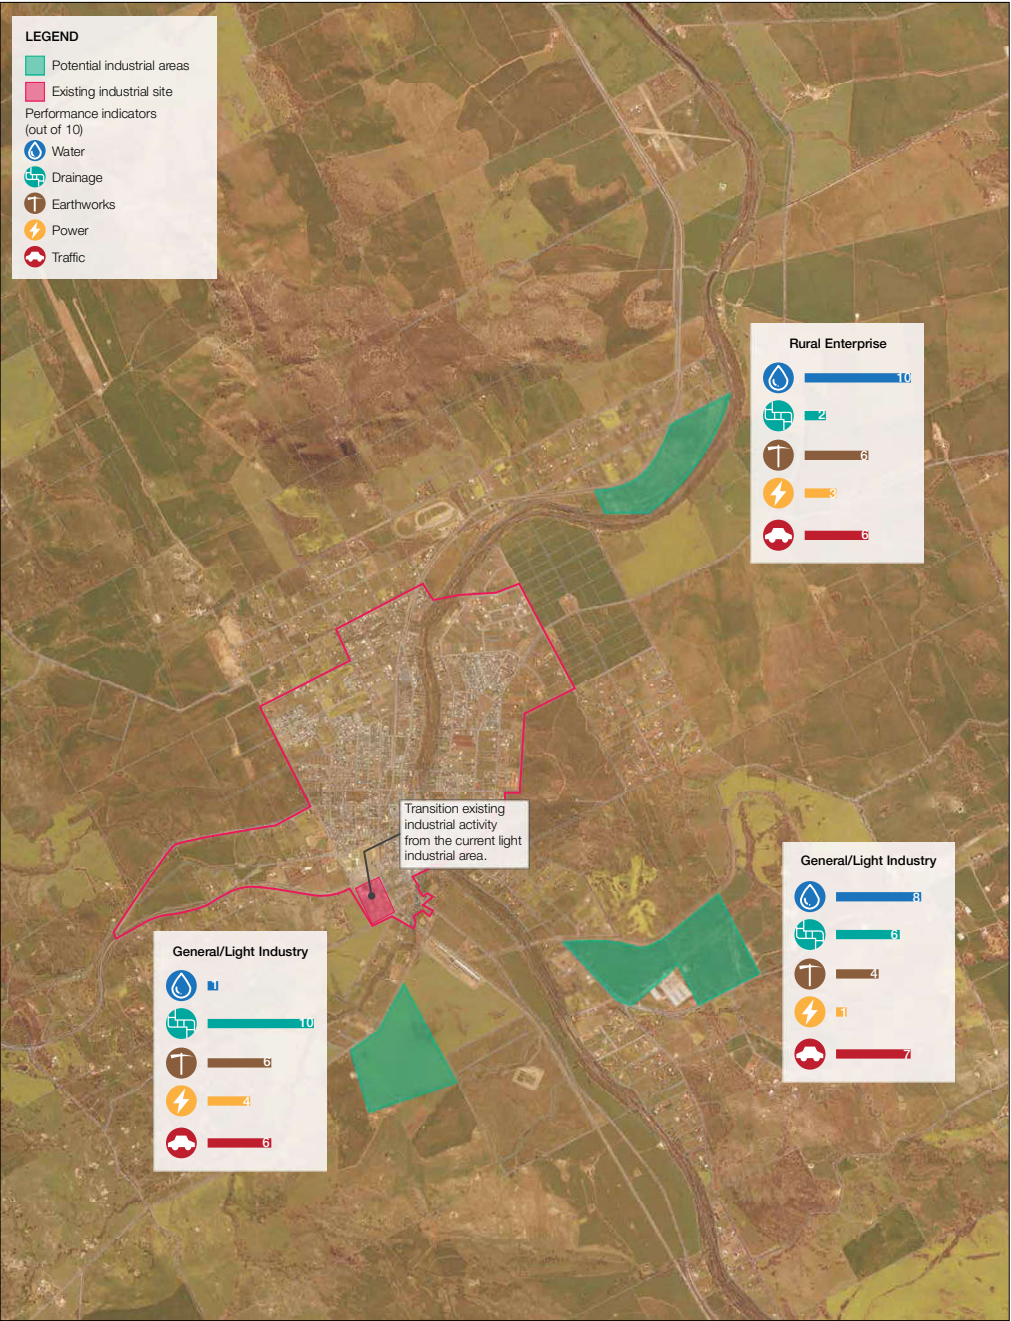 LEGEND
Potential industrial areas
Existing industrial site
Performance indicators
(out of 10)
Water
Drainage
Earthworks
Power
Traffic
Rural Enterprise
10
2
6
3
6
Transition existing
industrial activity
from the current light
industrial area.
General/Light Industry
8
6
4
1
7
General/Light Industry
1
10
6
4
6